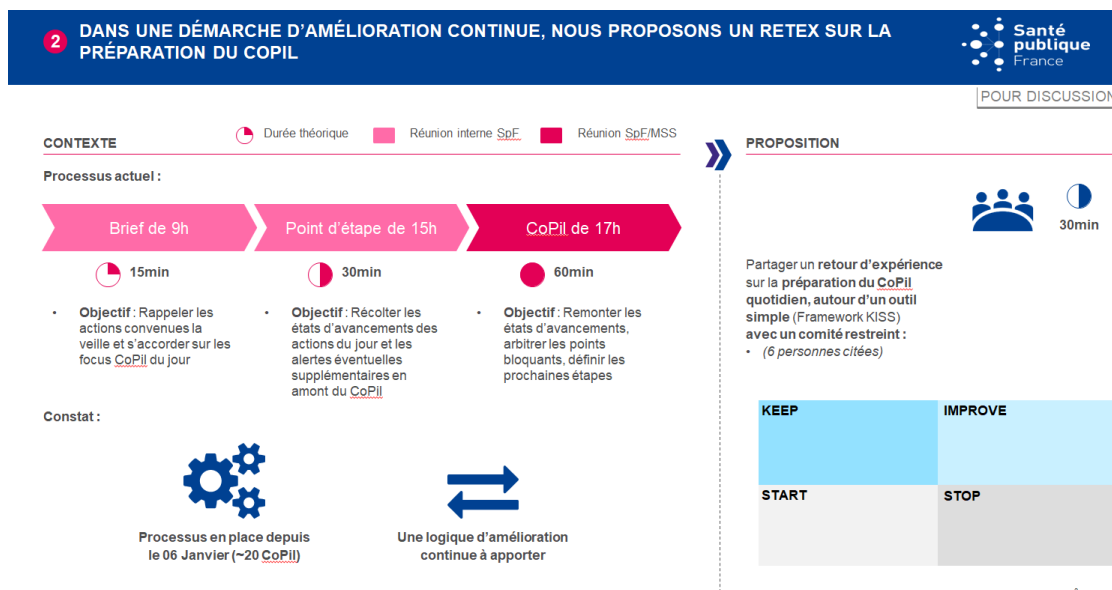 2
DANS UNE DÉMARCHE D'AMÉLIORATION CONTINUE, NOUS PROPOSONS UN RETEX SUR LA
PRÉPARATION DU COPIL
Santé
publique
France
POUR DISCUSSION
CONTEXTE
Durée théorique
Réunion interne SpF
Réunion SpF/MSS
Processus actuel :
Brief de 9h
Point d'étape de 15h
CoPil de 17h
15min
30min
60min
• Objectif : Rappeler les
actions convenues la
veille et s'accorder sur les
focus CoPil du jour
• Objectif : Récolter les
états d'avancements des
actions du jour et les
alertes éventuelles
supplémentaires en
amont du CoPil
• Objectif : Remonter les
états d'avancements,
arbitrer les points
bloquants, définir les
prochaines étapes
Constat :
Processus en place depuis
le 06 Janvier (~20 CoPil)
Une logique d'amélioration
continue à apporter
PROPOSITION
30min
Partager un retour d'expérience
sur la préparation du CoPil
quotidien, autour d'un outil
simple (Framework KISS)
avec un comité restreint :
• (6 personnes citées)
KEEP
IMPROVE
START
STOP